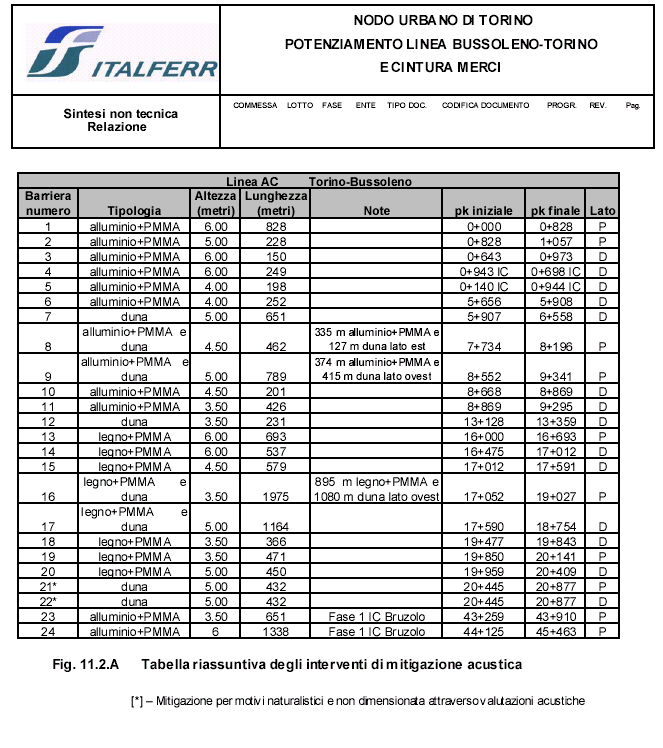 NODO URBANO DI TORINO
POTENZIAMENTO LINEA BUSSOLENO-TORINO
E CINTURA MERCI
ITALFERR
Sintesi non tecnica
Relazione
COMMESSA LOTTO FASE ENTE TIPO DOC. CODIFICA DOCUMENTO PROGR. REV. Pag.
Linea AC Torino-Bussoleno
Barriera numero Tipologia Altezza (metri) Lunghezza (metri) Note pk iniziale pk finale Lato
1 alluminio+PMMA 6.00 828 0+000 0+828 P
2 alluminio+PMMA 5.00 228 0+828 1+057 P
3 alluminio+PMMA 6.00 150 0+643 0+973 D
4 alluminio+PMMA 6.00 249 0+943 IC 0+698 IC D
5 alluminio+PMMA 4.00 198 0+140 IC 0+944 IC D
6 alluminio+PMMA 4.00 252 5+656 5+908 D
7 duna 5.00 651 5+907 6+558 D
8 alluminio+PMMA e duna 4.50 462 335 m alluminio+PMMA e 127 m duna lato est 7+734 8+196 P
9 alluminio+PMMA e duna 5.00 789 374 m alluminio+PMMA e 415 m duna lato ovest 8+552 9+341 P
10 alluminio+PMMA 4.50 201 8+668 8+869 D
11 alluminio+PMMA 3.50 426 8+869 9+295 D
12 duna 3.50 231 13+128 13+359 D
13 legno+PMMA 6.00 693 16+000 16+693 P
14 legno+PMMA 6.00 537 16+475 17+012 D
15 legno+PMMA 4.50 579 17+012 17+591 D
16 legno+PMMA e duna 3.50 1975 895 m legno+PMMA e 1080 m duna lato ovest 17+052 19+027 P
17 legno+PMMA e duna 5.00 1164 17+590 18+754 D
18 legno+PMMA 3.50 366 19+477 19+843 D
19 legno+PMMA 3.50 471 19+850 20+141 P
20 legno+PMMA 5.00 450 19+959 20+409 D
21* duna 5.00 432 20+445 20+877 P
22* duna 5.00 432 20+445 20+877 D
23 alluminio+PMMA 3.50 651 Fase 1 IC Bruzolo 43+259 43+910 P
24 alluminio+PMMA 6 1338 Fase 1 IC Bruzolo 44+125 45+463 P
Fig. 11.2.A Tabella riassuntiva degli interventi di mitigazione acustica
[*] – Mitigazione per motivi naturalistici e non dimensionata attraverso valutazioni acustiche